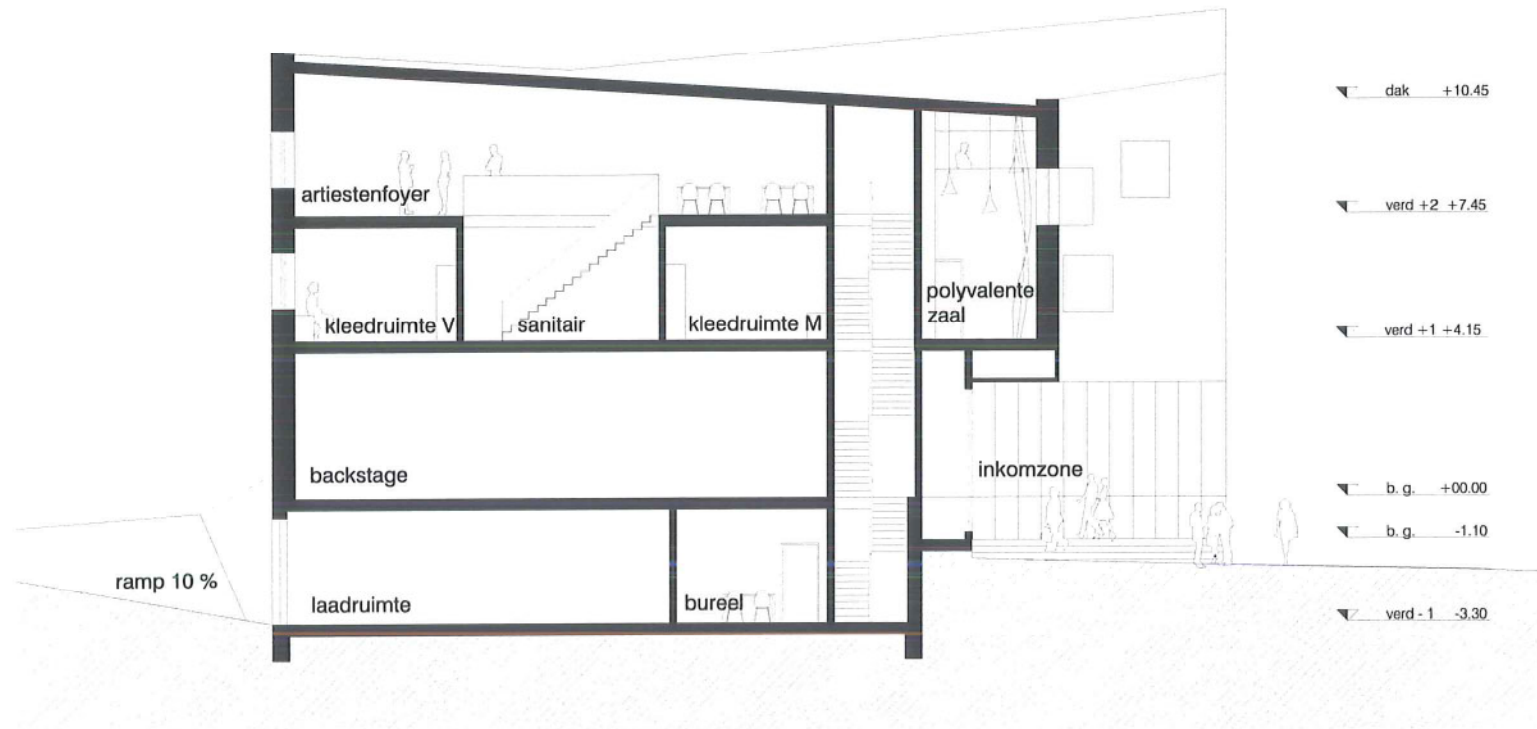 dak +10.45
artiestenfoyer
verd +2 +7.45
polyvalente
zaal
kleedruimte V
sanitair
kleedruimte M
verd +1 +4.15
backstage
inkomzone
b. g. +00.00
b. g. -1.10
ramp 10 %
laadruimte
bureel
verd - 1 -3.30